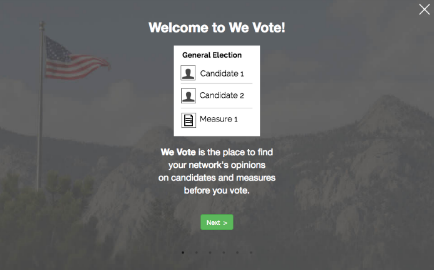 Welcome to We Vote!
General Election
Candidate 1
Candidate 2
Measure 1
We Vote is the place to find
your network's opinions
on candidates and measures
before you vote.
Next >